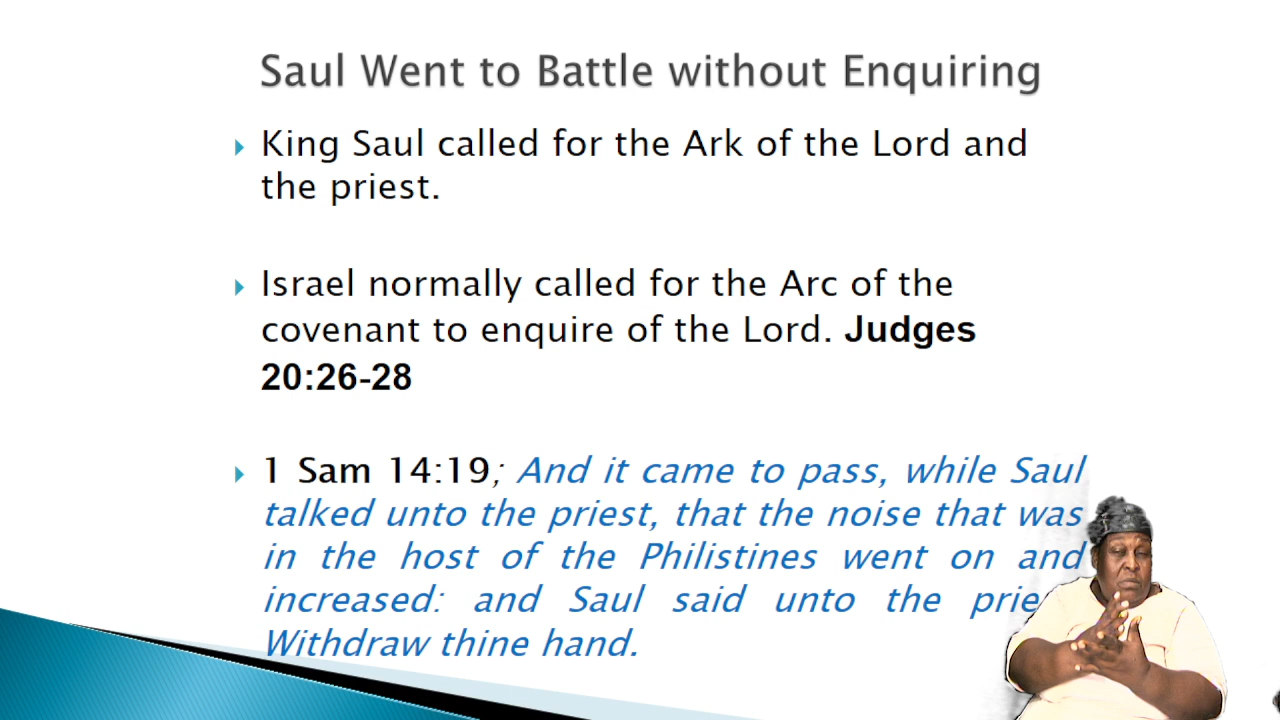 Saul Went to Battle without Enquiring
King Saul called for the Ark of the Lord and
the priest.
Israel normally called for the Arc of the
covenant to enquire of the Lord. Judges
20:26-28
1 Sam 14:19; And it came to pass, while Saul
talked unto the priest, that the noise that was
in the host of the Philistines went on and
increased: and Saul said unto the
Withdraw thine hand.